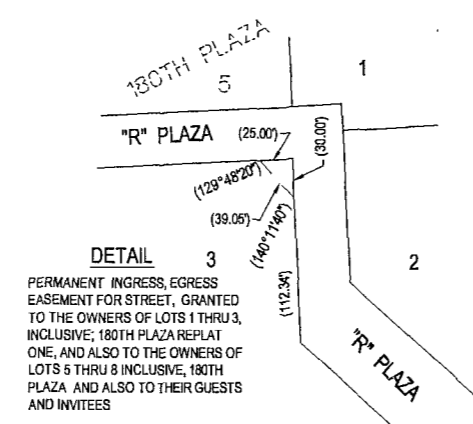 180TH PLAZA
5
1
"R" PLAZA
(25.00')
(30.00')
(129°48'20")
(39.05')
(140°11'40")
DETAIL
3
2
(112.34')
PERMANENT INGRESS, EGRESS
EASEMENT FOR STREET, GRANTED
TO THE OWNERS OF LOTS 1 THRU 3,
INCLUSIVE; 180TH PLAZA REPLAT
ONE, AND ALSO TO THE OWNERS OF
LOTS 5 THRU 8 INCLUSIVE, 180TH
PLAZA AND ALSO TO THEIR GUESTS
AND INVITEES
"R" PLAZA